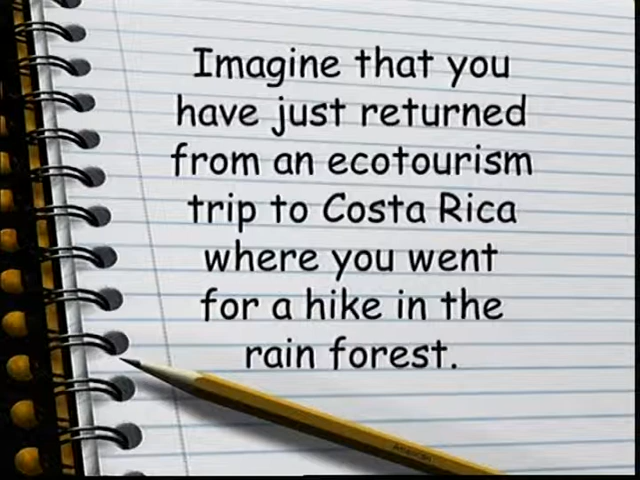 Imagine that you
have just returned
from an ecotourism
trip to Costa Rica
where you went
for a hike in the
rain forest.
American